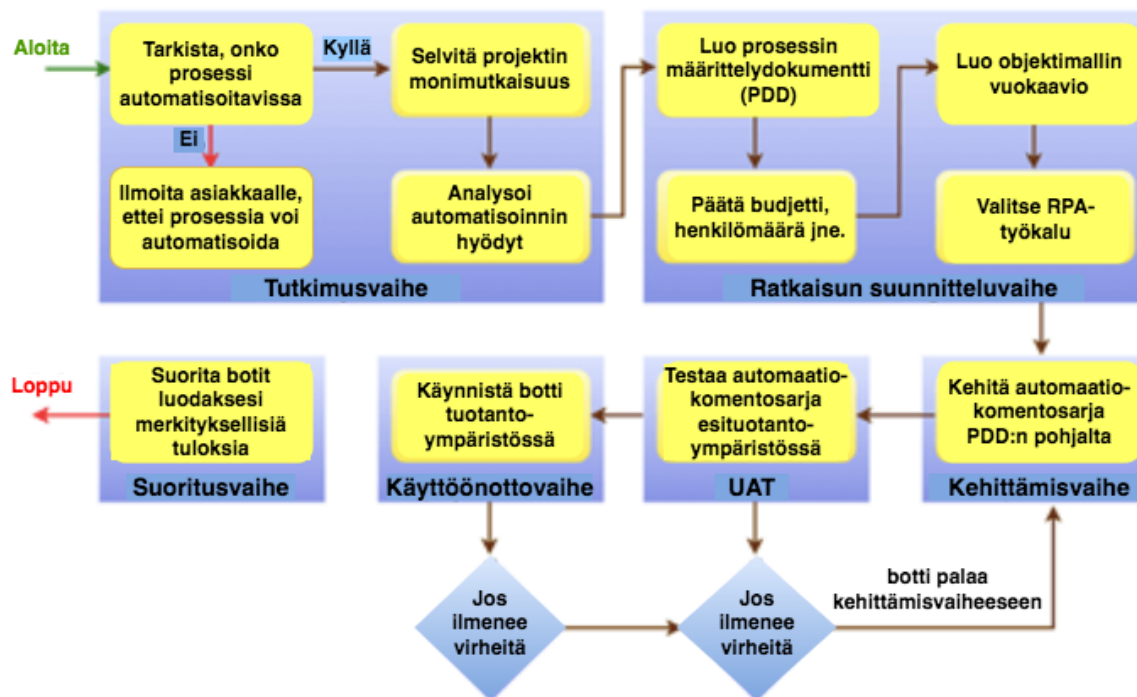 Aloita
Tarkista, onko
prosessi
automatisoitavissa
Kyllä
Selvitä projektin
monimutkaisuus
Ei
Ilmoita asiakkaalle,
ettei prosessia voi
automatisoida
Analysoi
automatisoinnin
hyödyt
Tutkimusvaihe
Luo prosessin
määrittelydokumentti
(PDD)
Luo objektimallin
vuokaavio
Päätä budjetti,
henkilömäärä jne.
Valitse RPA-
työkalu
Ratkaisun suunnitteluvaihe
Loppu
Suorita botit
luodaksesi
merkityksellisiä
tuloksia
Suoritusvaihe
Käynnistä botti
tuotanto-
ympäristössä
Käyttöönottovaihe
Testaa automaatio-
komentosarja
esituotanto-
ympäristössä
UAT
Kehitä automaatio-
komentosarja
PDD:n pohjalta
Kehittämisvaihe
Jos
ilmenee
virheitä
Jos
ilmenee
virheitä
botti palaa
kehittämisvaiheeseen